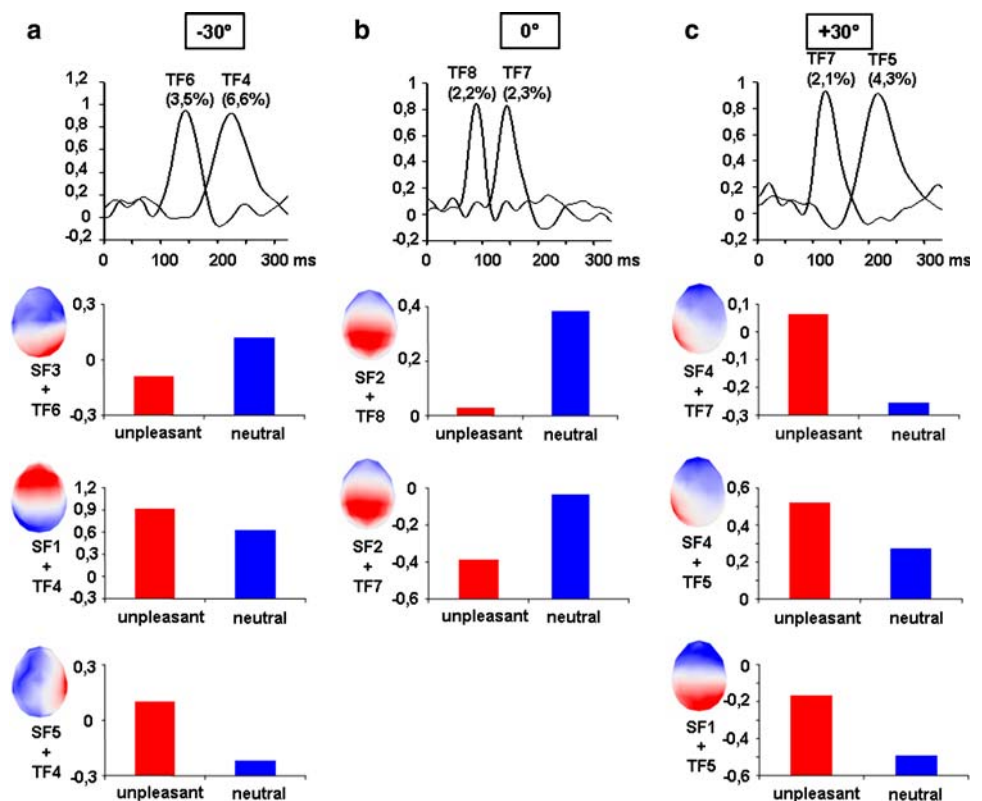 a
-30°
b
0°
c
+30°
1,2
1
0,8
0,6
0,4
0,2
0
-0,2
TF6
(3,5%)
TF4
(6,6%)
0 100 200 300 ms
1
0,8
0,6
0,4
0,2
0
-0,2
TF8
(2,2%)
TF7
(2,3%)
0 100 200 300 ms
1
0,8
0,6
0,4
0,2
0
-0,2
TF7
(2,1%)
TF5
(4,3%)
0 100 200 300 ms
SF3
+
TF6
0,3
0
-0,3
unpleasant neutral
SF2
+
TF8
0,4
0,2
0
unpleasant neutral
SF4
+
TF7
0,1
0
-0,1
-0,2
-0,3
unpleasant neutral
SF1
+
TF4
1,2
0,9
0,6
0,3
0
-0,3
unpleasant neutral
SF2
+
TF7
0
-0,2
-0,4
-0,6
unpleasant neutral
SF4
+
TF5
0,6
0,4
0,2
0
unpleasant neutral
SF5
+
TF4
0,3
0
-0,3
unpleasant neutral
SF1
+
TF5
-0
-0,2
-0,4
-0,6
unpleasant neutral